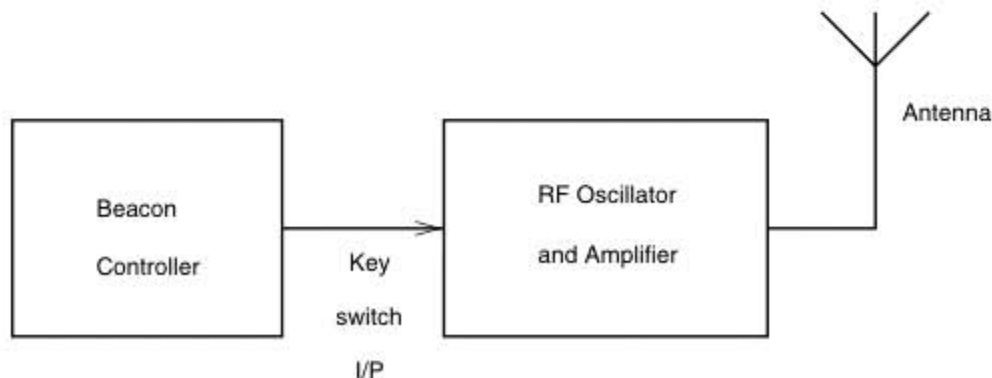 Beacon
Controller
Key
switch
I/P
RF Oscillator
and Amplifier
Antenna